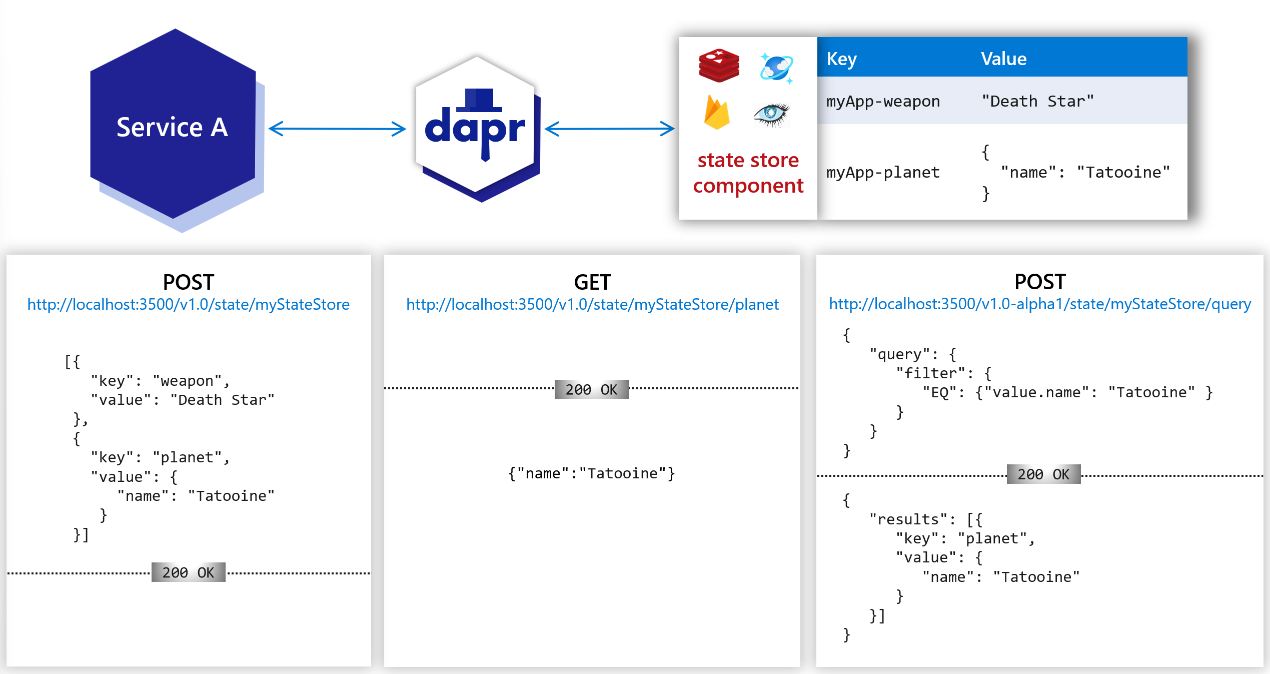 Service A
dapr
state store
component
Key Value
myApp-weapon "Death Star"
myApp-planet
{
"name": "Tatooine"
}
POST
http://localhost:3500/v1.0/state/myStateStore
[{
"key": "weapon",
"value": "Death Star"
},
{
"key": "planet",
"value": {
"name": "Tatooine"
}
}]
200 OK
GET
http://localhost:3500/v1.0/state/myStateStore/planet
200 OK
{"name":"Tatooine"}
POST
http://localhost:3500/v1.0-alpha1/state/myStateStore/query
{
"query": {
"filter": {
"EQ": {"value.name": "Tatooine" }
}
}
}
200 OK
{
"results": [{
"key": "planet",
"value": {
"name": "Tatooine"
}
}]
}